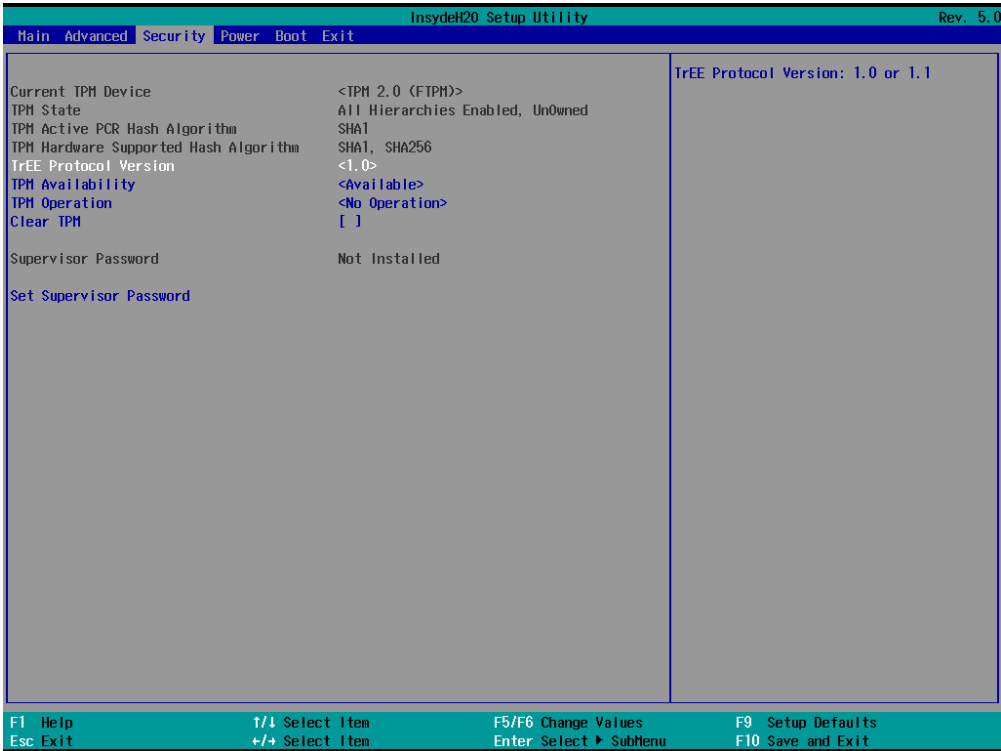 InsydeH20 Setup Utility Rev. 5.0
Main Advanced Security Power Boot Exit
TrEE Protocol Version: 1.0 or 1.1
Current TPM Device <TPM 2.0 (FTPM)>
TPM State All Hierarchies Enabled, UnOwned
TPM Active PCR Hash Algorithm SHA1
TPM Hardware Supported Hash Algorithm SHA1, SHA256
TrEE Protocol Version <1.0>
TPM Availability <Available>
TPM Operation <No Operation>
Clear TPM [ ]
Supervisor Password Not Installed
Set Supervisor Password
F1 Help ↑/↓ Select Item F5/F6 Change Values F9 Setup Defaults
Esc Exit ←/→ Select Item Enter Select ▶ SubMenu F10 Save and Exit